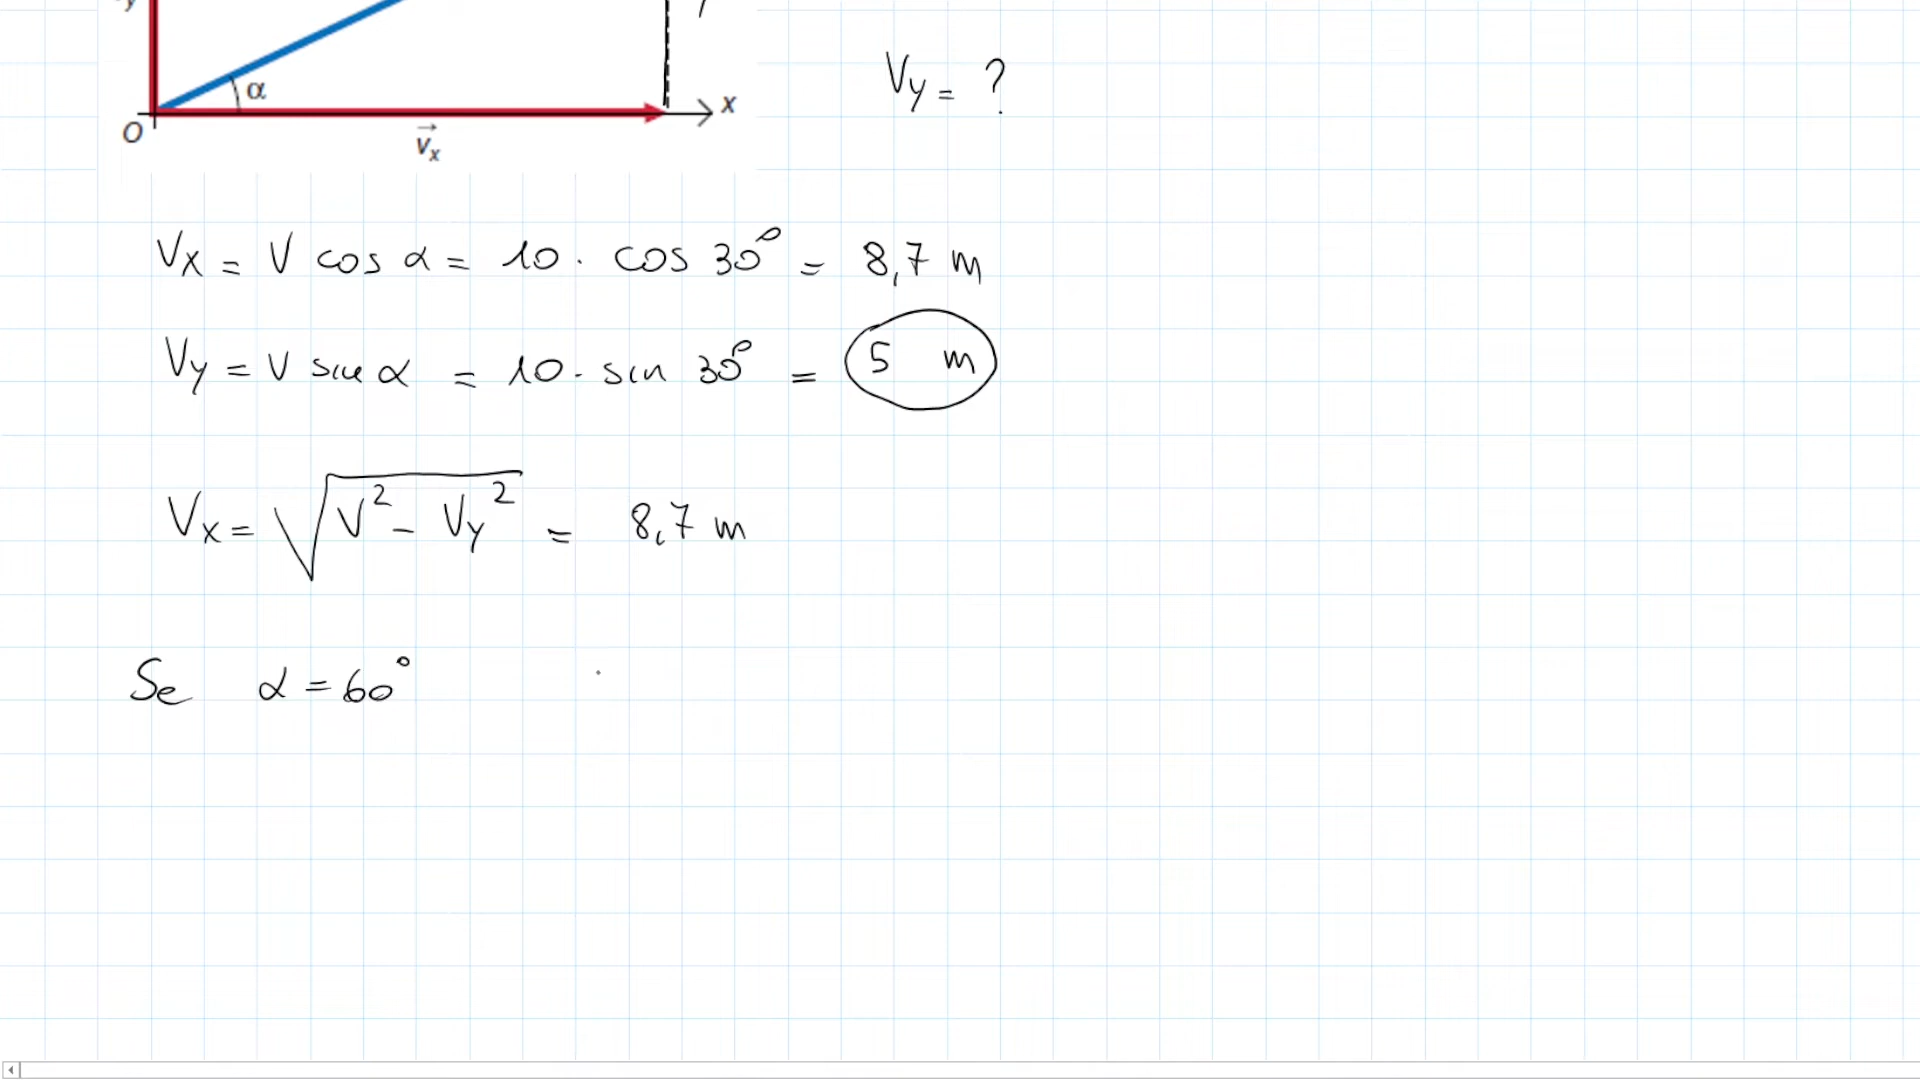 y
α
x
O
v⃗ₓ
Vy = ?
Vx = V cos α = 10 · cos 30° = 8,7 m
Vy = V sin α = 10 · sin 30° = 5 m
Vx = √(V² - Vy²) = 8,7 m
Se α = 60°